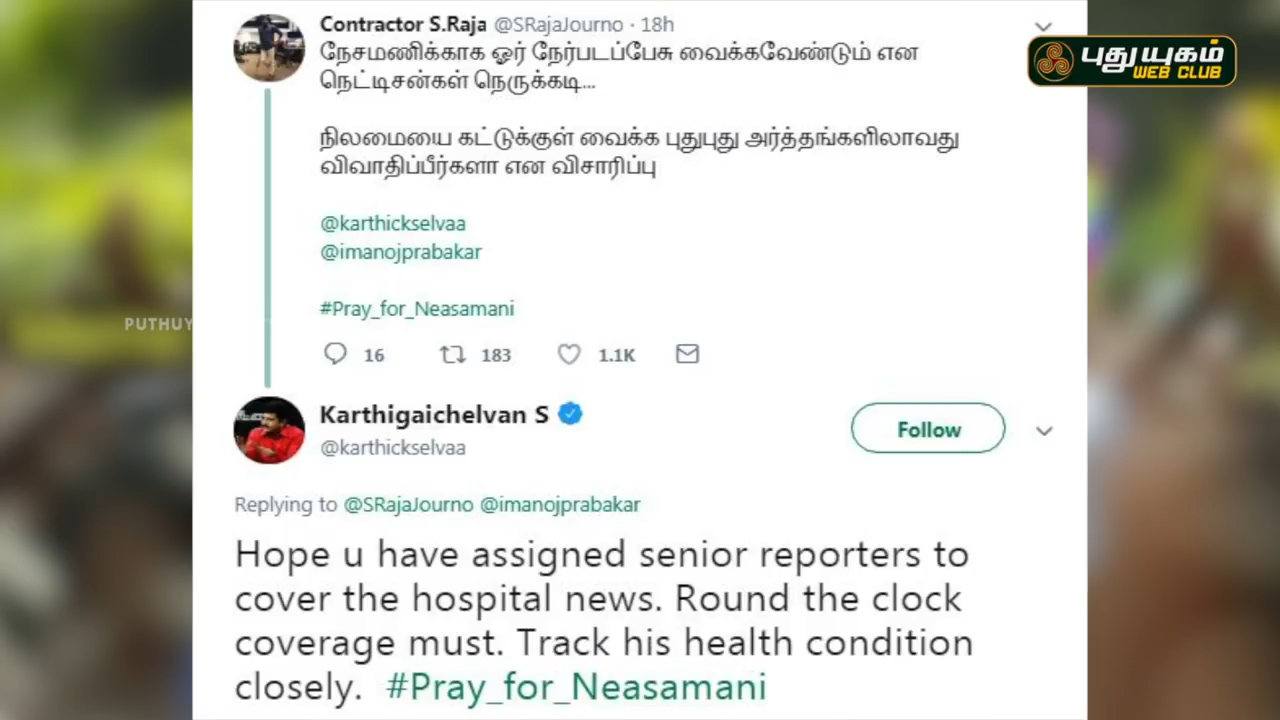 Contractor S.Raja @SRajaJourno · 18h
நேசமணிக்காக ஓர் நேர்படப்பேசு வைக்கவேண்டும் என
நெட்டிசன்கள் நெருக்கடி...
நிலமையை கட்டுக்குள் வைக்க புதுபுது அர்த்தங்களிலாவது
விவாதிப்பீர்களா என விசாரிப்பு
@karthickselvaa
@imanojprabakar
#Pray_for_Neasamani
16 183 1.1K
Karthigaichelvan S
@karthickselvaa
Follow
Replying to @SRajaJourno @imanojprabakar
Hope u have assigned senior reporters to
cover the hospital news. Round the clock
coverage must. Track his health condition
closely. #Pray_for_Neasamani
புதுயுகம்
WEB CLUB
PUTHUY